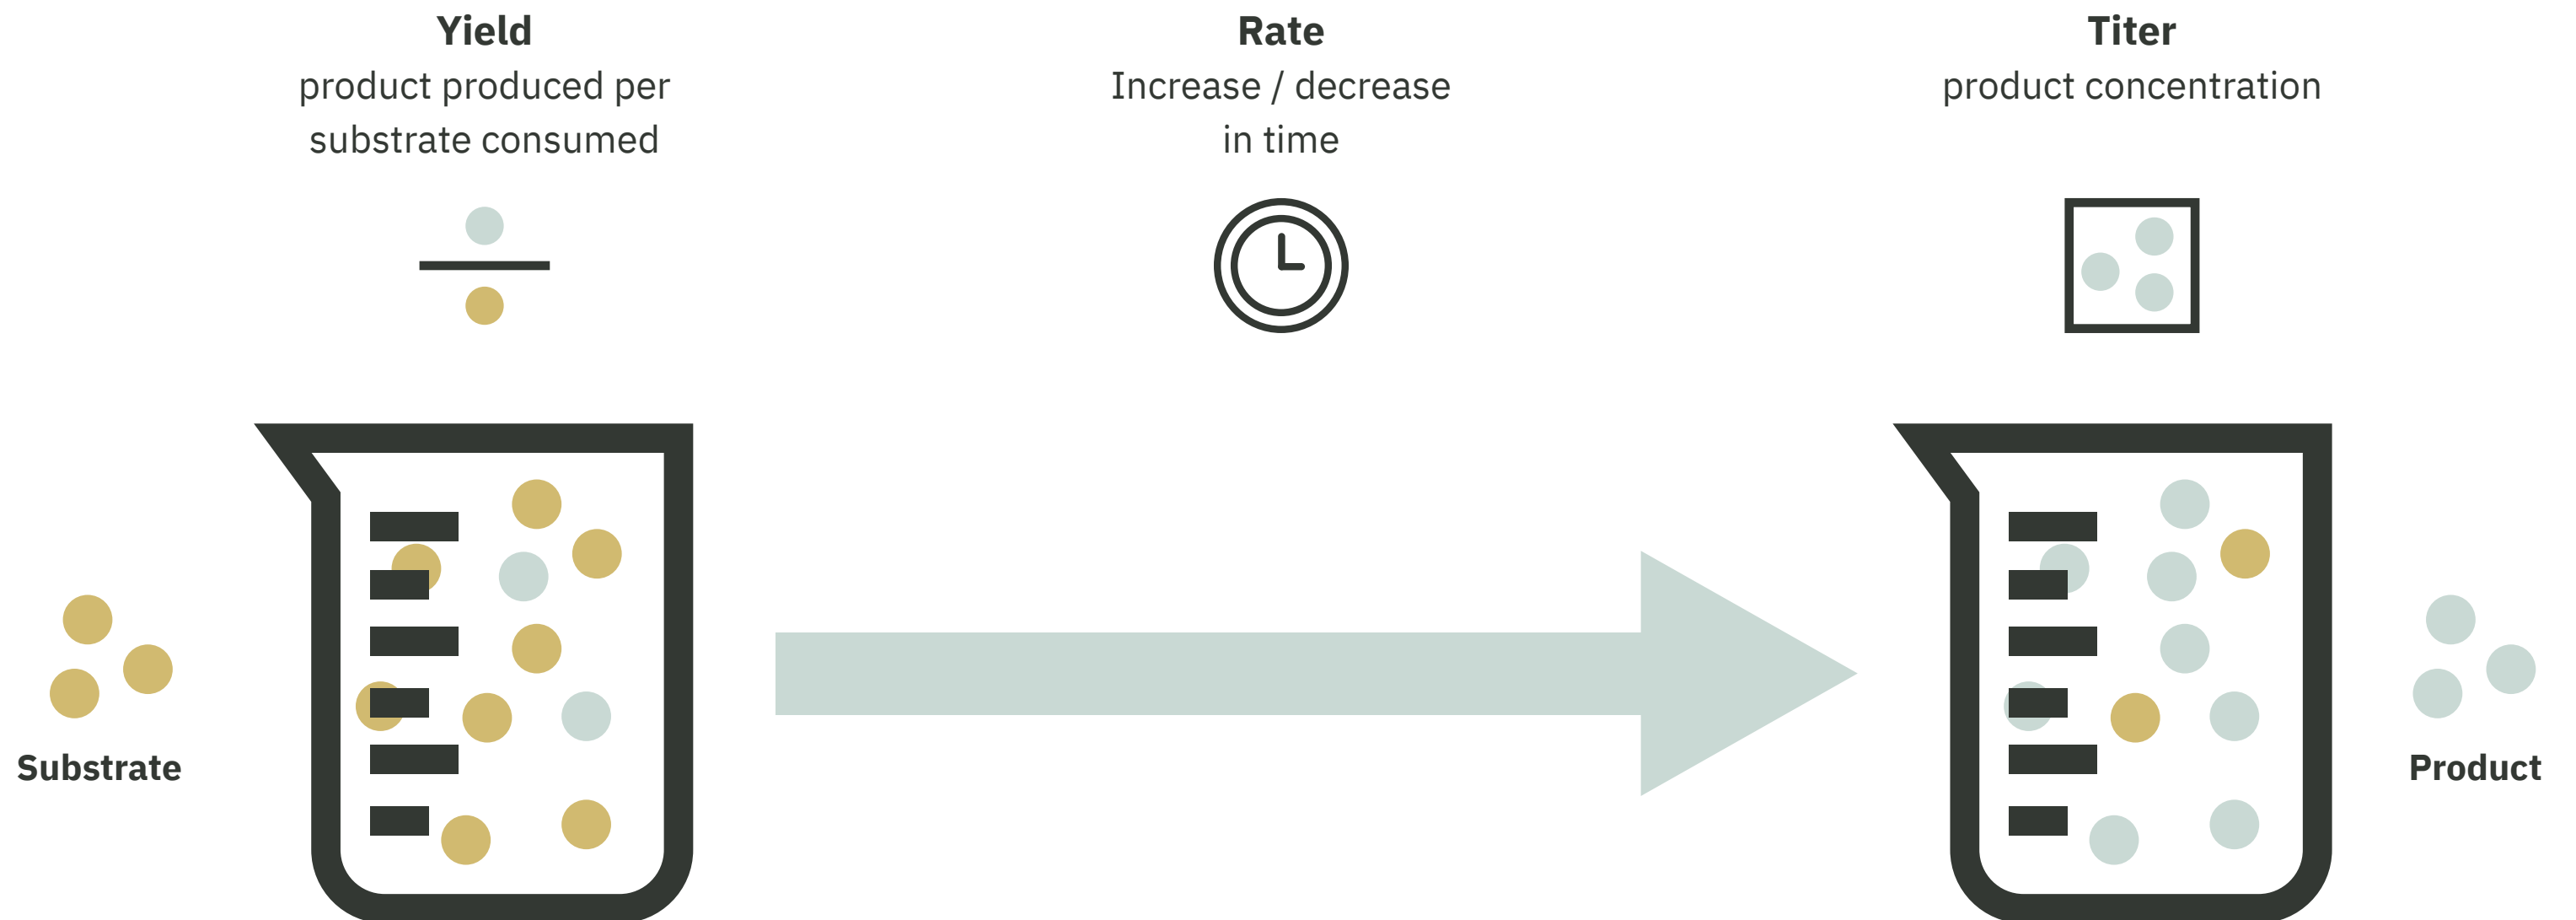 Yield
product produced per
substrate consumed
Rate
Increase / decrease
in time
Titer
product concentration
Substrate
Product